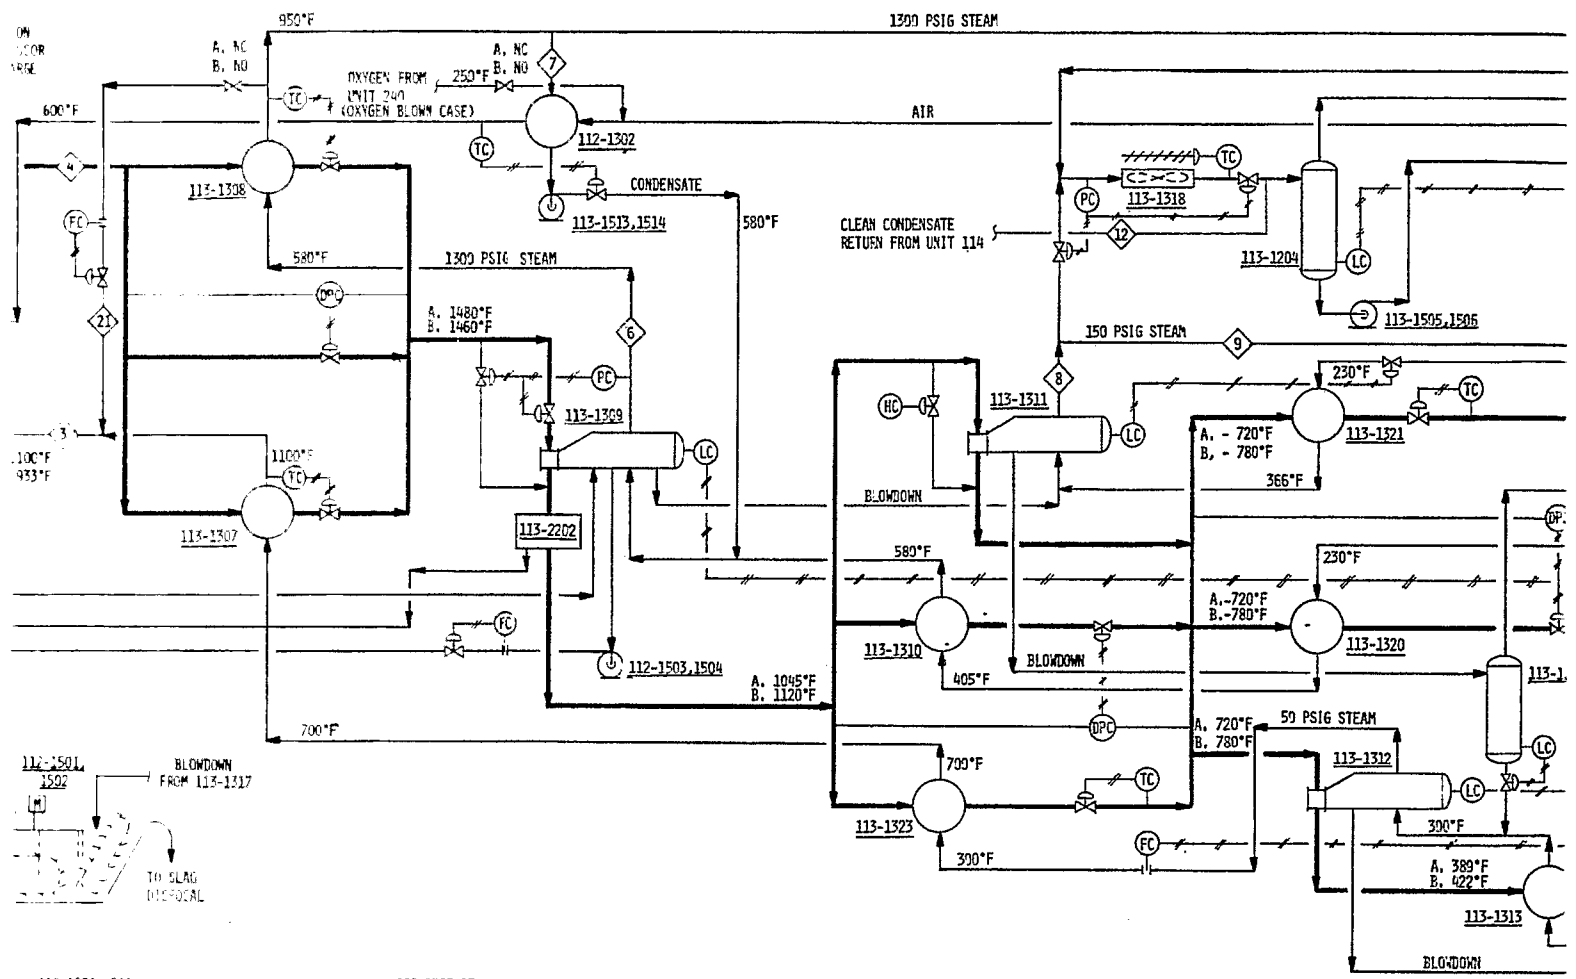 950°F
1300 PSIG STEAM
ON
A. NC
B. NO
A. NC
B. NO
7
OXYGEN FROM
UNIT 240
(OXYGEN BLOWN CASE)
250°F
TC
600°F
AIR
112-1302
TC
4
113-1308
CONDENSATE
113-1513,1514
580°F
TC
113-1318
PC
CLEAN CONDENSATE
RETURN FROM UNIT 114
12
113-1204
LC
113-1505,1506
FC
580°F
1300 PSIG STEAM
DPC
21
A. 1480°F
B. 1460°F
6
150 PSIG STEAM
9
230°F
PC
8
TC
113-1309
113-1311
HC
LC
113-1321
A. - 720°F
B. - 780°F
3
1100°F
933°F
1100°F
TC
LC
BLOWDOWN
366°F
113-1307
113-2202
580°F
230°F
FC
A.-720°F
B.-780°F
113-1310
113-1320
112-1503,1504
BLOWDOWN
405°F
A. 1045°F
B. 1120°F
700°F
DPC
A. 720°F
B. 780°F
50 PSIG STEAM
113-1312
LC
112-1501,
1502
M
BLOWDOWN
FROM 113-1317
700°F
TC
LC
113-1323
300°F
300°F
FC
TO SLAG
DISPOSAL
A. 389°F
B. 422°F
113-1313
BLOWDOWN